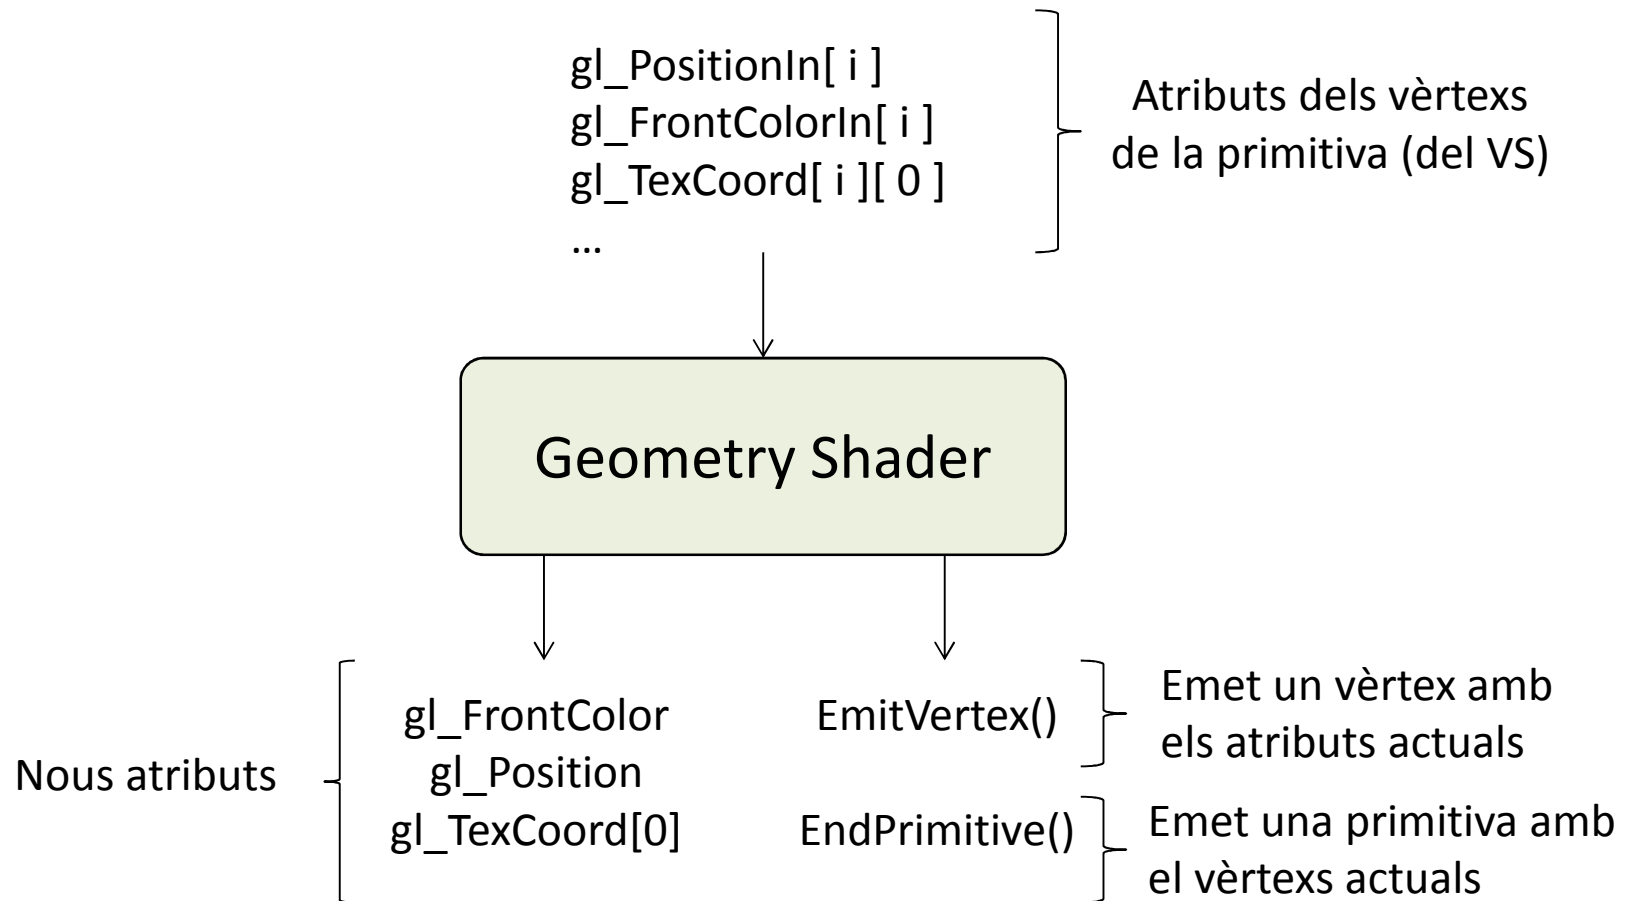 gl_PositionIn[ i ]
gl_FrontColorIn[ i ]
gl_TexCoord[ i ][ 0 ]
...
Atributs dels vèrtexs
de la primitiva (del VS)
Geometry Shader
Nous atributs
gl_FrontColor
gl_Position
gl_TexCoord[0]
EmitVertex()
Emet un vèrtex amb
els atributs actuals
EndPrimitive()
Emet una primitiva amb
el vèrtexs actuals